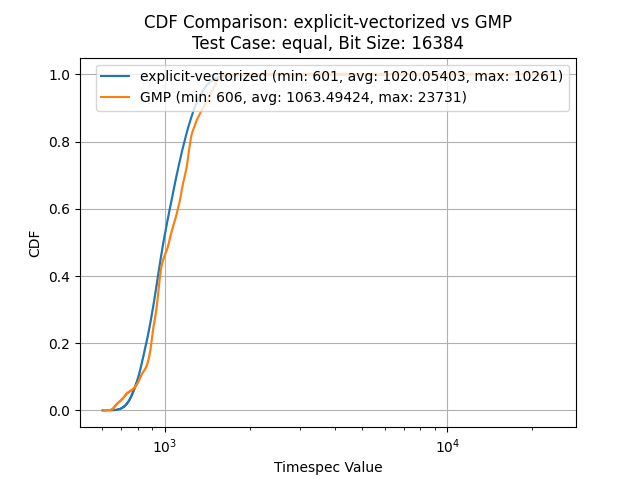 CDF Comparison: explicit-vectorized vs GMP
Test Case: equal, Bit Size: 16384
explicit-vectorized (min: 601, avg: 1020.05403, max: 10261)
GMP (min: 606, avg: 1063.49424, max: 23731)
1.0
0.8
0.6
0.4
0.2
0.0
CDF
10³
10⁴
Timespec Value